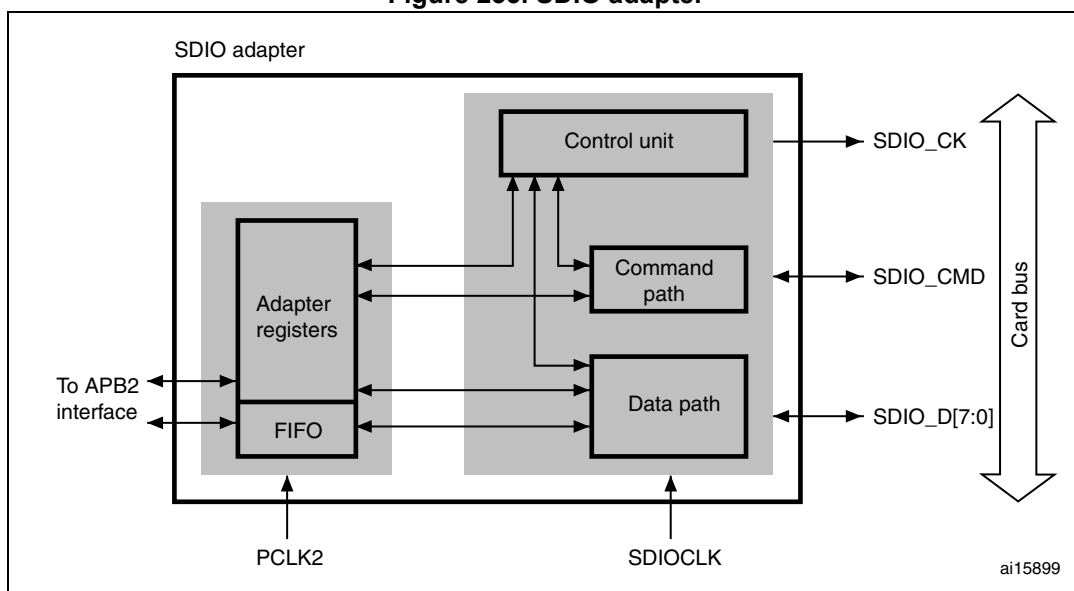 SDIO adapter
Control unit
SDIO_CK
Command
path
SDIO_CMD
Adapter
registers
Card bus
To APB2
interface
Data path
SDIO_D[7:0]
FIFO
PCLK2
SDIOCLK
ai15899